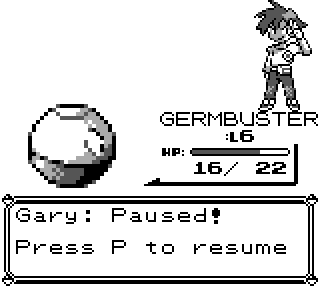 GERMBUSTER
:L6
HP:
16/ 22
Gary: Paused!
Press P to resume